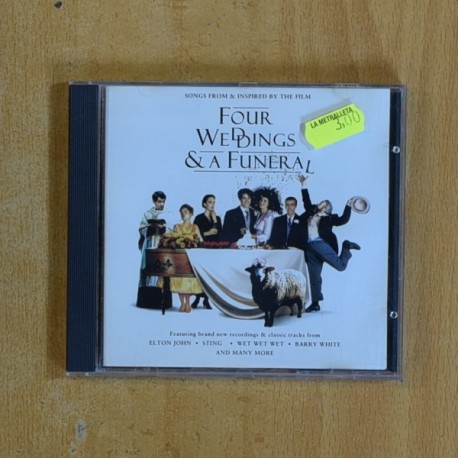 SONGS FROM & INSPIRED BY THE FILM
FOUR
WEDDINGS
& A FUNERAL
LA METRALLETA
3,00
Featuring brand new recordings & classic tracks from
ELTON JOHN • STING • WET WET WET • BARRY WHITE
AND MANY MORE